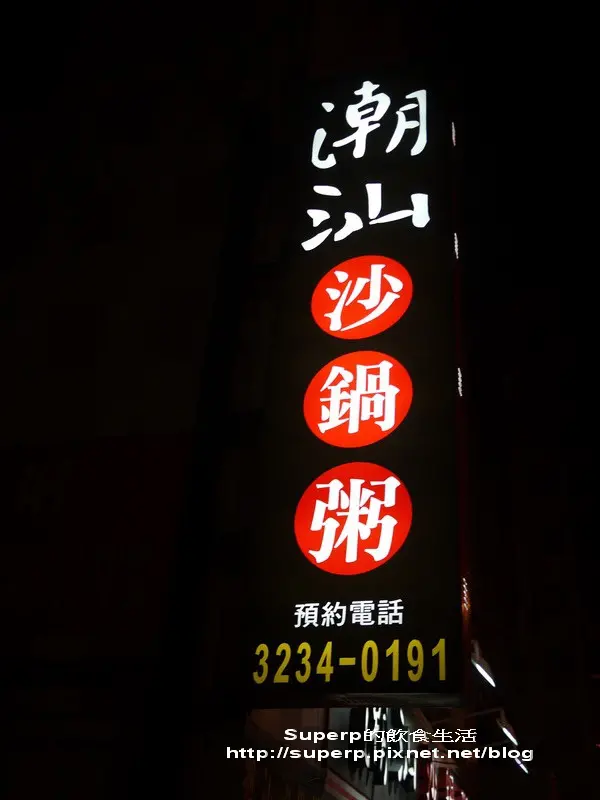 潮汕
沙鍋粥
預約電話
3234-0191
Superp的飲食生活
http://superp.pixnet.net/blog